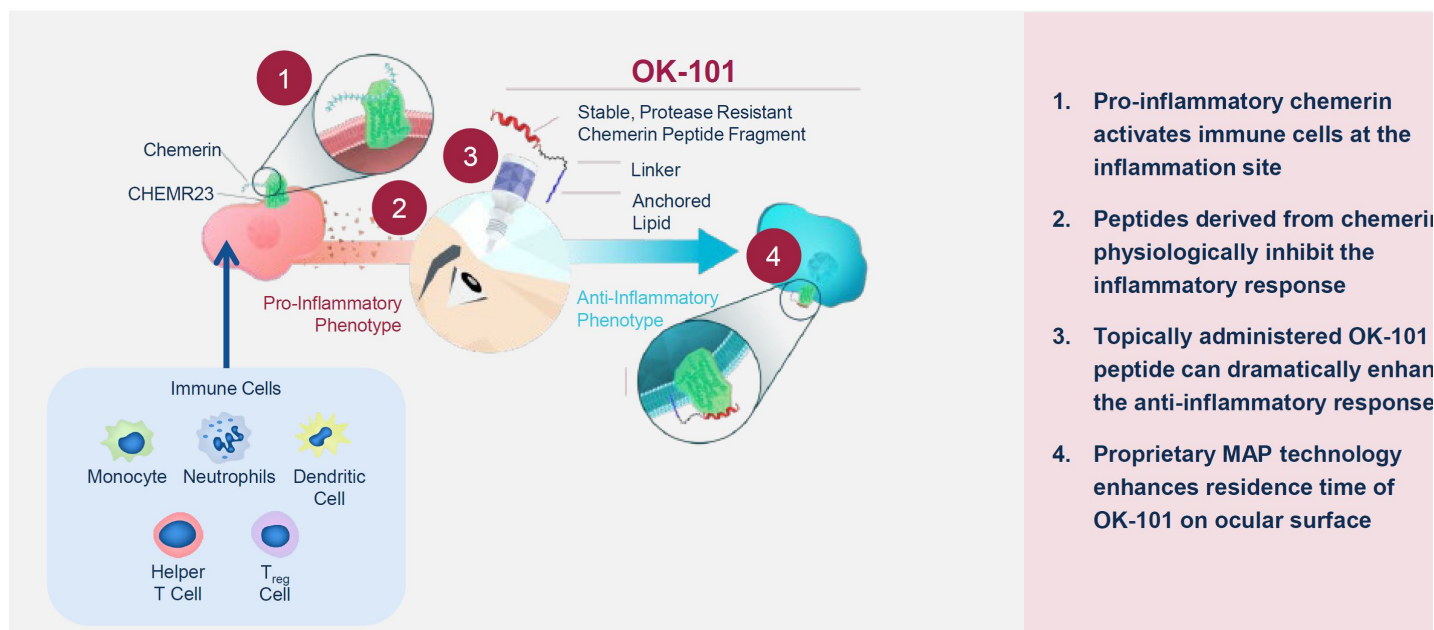 1
OK-101
Stable, Protease Resistant
Chemerin Peptide Fragment
Chemerin
3
Linker
CHEMR23
2
Anchored
Lipid
4
Pro-Inflammatory
Phenotype
Anti-Inflammatory
Phenotype
Immune Cells
Monocyte
Neutrophils
Dendritic
Cell
Helper
T Cell
Treg
Cell
1. Pro-inflammatory chemerin
activates immune cells at the
inflammation site
2. Peptides derived from chemerin
physiologically inhibit the
inflammatory response
3. Topically administered OK-101
peptide can dramatically enhan
the anti-inflammatory response
4. Proprietary MAP technology
enhances residence time of
OK-101 on ocular surface